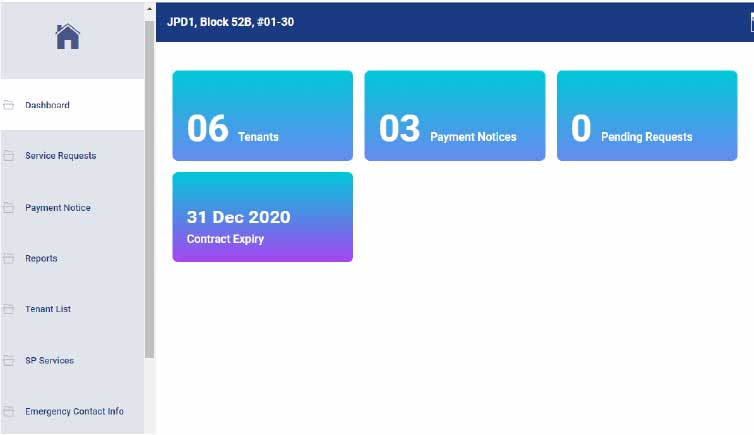 JPD1, Block 52B, #01-30
Dashboard
Service Requests
Payment Notice
Reports
Tenant List
SP Services
Emergency Contact Info
06 Tenants
03 Payment Notices
0 Pending Requests
31 Dec 2020
Contract Expiry